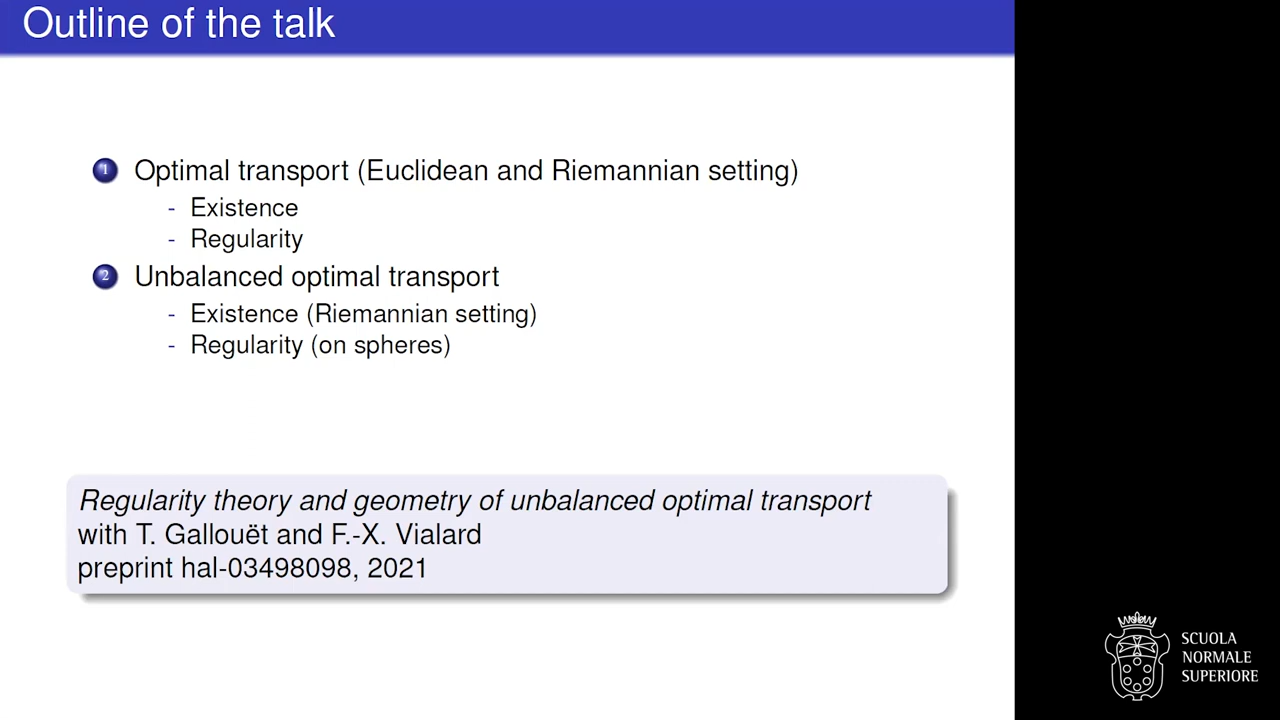 Outline of the talk
1 Optimal transport (Euclidean and Riemannian setting)
- Existence
- Regularity
2 Unbalanced optimal transport
- Existence (Riemannian setting)
- Regularity (on spheres)
Regularity theory and geometry of unbalanced optimal transport
with T. Gallouët and F.-X. Vialard
preprint hal-03498098, 2021
SCUOLA
NORMALE
SUPERIORE